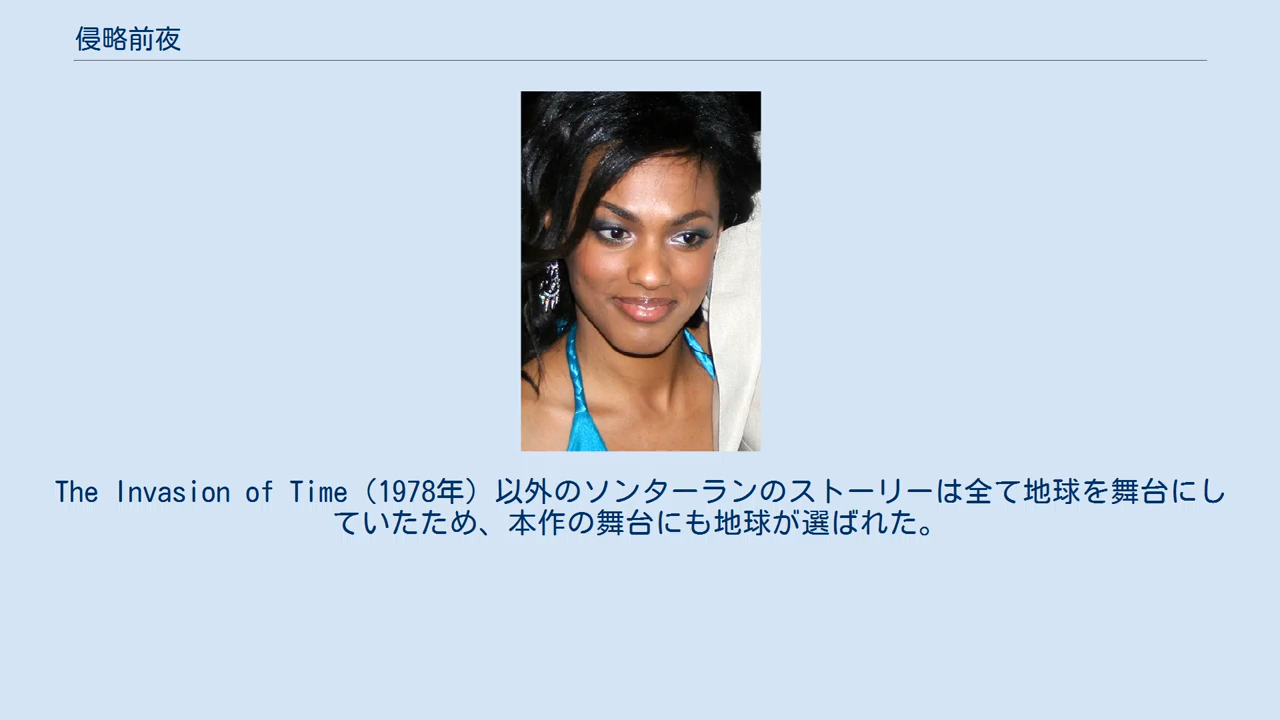 侵略前夜
The Invasion of Time（1978年）以外のソンターランのストーリーは全て地球を舞台にし
ていたため、本作の舞台にも地球が選ばれた。